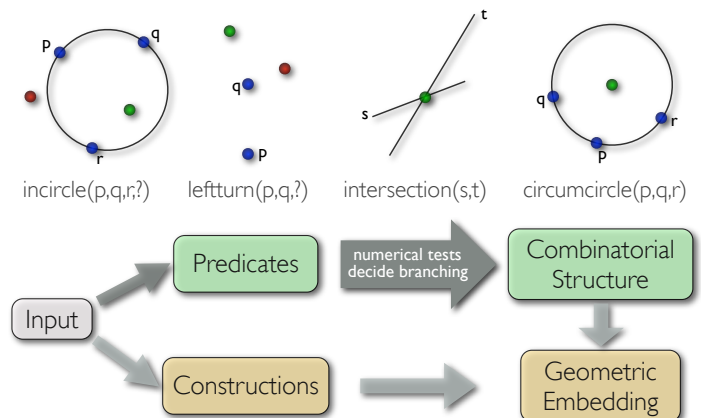 p
q
r
q
p
t
s
q
p
r
incircle(p,q,r,?)
leftturn(p,q,?)
intersection(s,t)
circumcircle(p,q,r)
Predicates
numerical tests
decide branching
Combinatorial
Structure
Input
Constructions
Geometric
Embedding